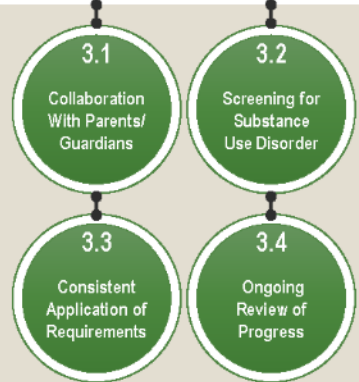 3.1
Collaboration
With Parents/
Guardians
3.2
Screening for
Substance
Use Disorder
3.3
Consistent
Application of
Requirements
3.4
Ongoing
Review of
Progress